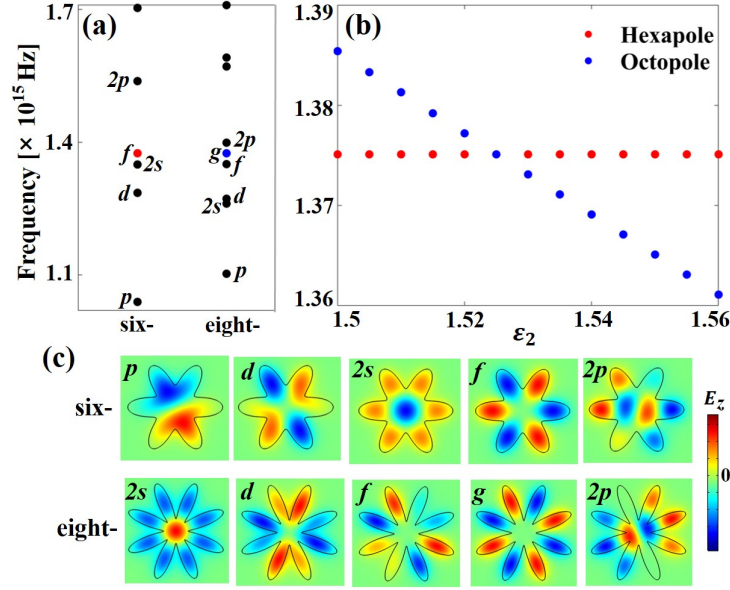 (a)
1.7
1.4
1.1
Frequency [× 10¹⁵ Hz]
2p
f
2s
d
p
2p
g
f
d
2s
p
six-
eight-
(b)
1.39
1.38
1.37
1.36
Hexapole
Octopole
1.5
1.52
1.54
1.56
ε₂
(c)
six-
p
d
2s
f
2p
eight-
2s
d
f
g
2p
E_z
0